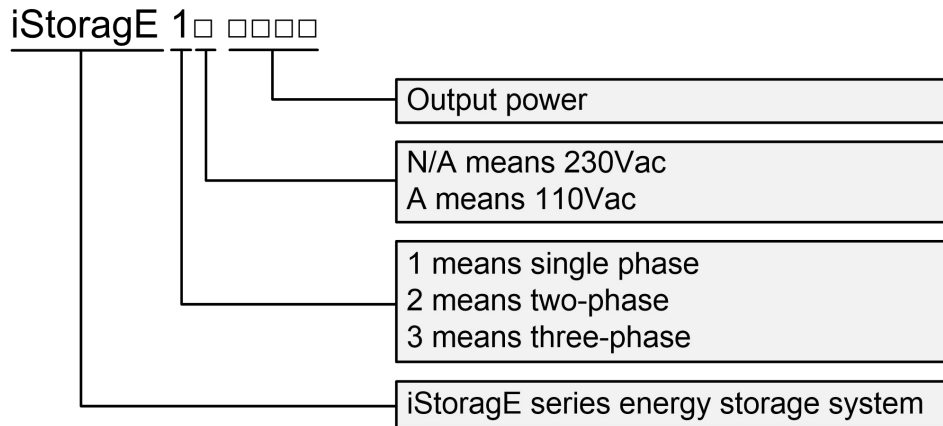 iStoragE 1□ □□□□
Output power
N/A means 230Vac
A means 110Vac
1 means single phase
2 means two-phase
3 means three-phase
iStoragE series energy storage system